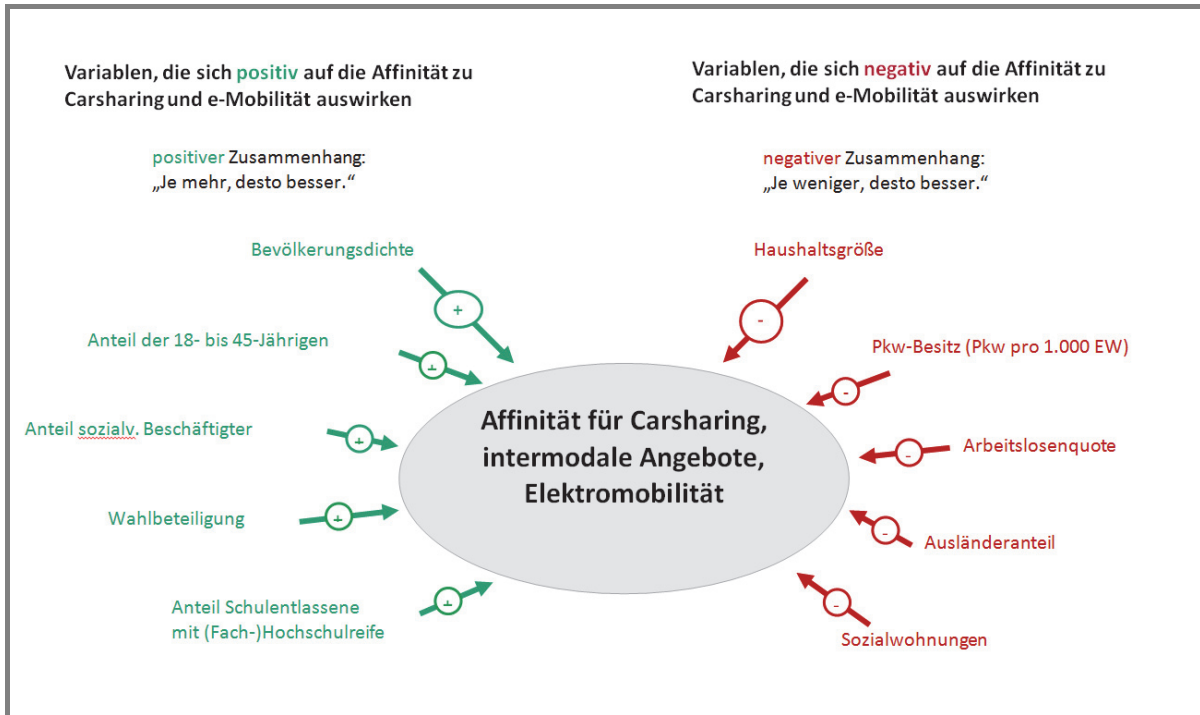 Variablen, die sich positiv auf die Affinität zu
Carsharing und e-Mobilität auswirken
positiver Zusammenhang:
„Je mehr, desto besser.“
Bevölkerungsdichte
+
Anteil der 18- bis 45-Jährigen
+
Anteil sozialv. Beschäftigter
+
Wahlbeteiligung
+
Anteil Schulentlassene
mit (Fach-)Hochschulreife
+
Variablen, die sich negativ auf die Affinität zu
Carsharing und e-Mobilität auswirken
negativer Zusammenhang:
„Je weniger, desto besser.“
Haushaltsgröße
-
Pkw-Besitz (Pkw pro 1.000 EW)
-
Arbeitslosenquote
-
Ausländeranteil
-
Sozialwohnungen
-
Affinität für Carsharing,
intermodale Angebote,
Elektromobilität